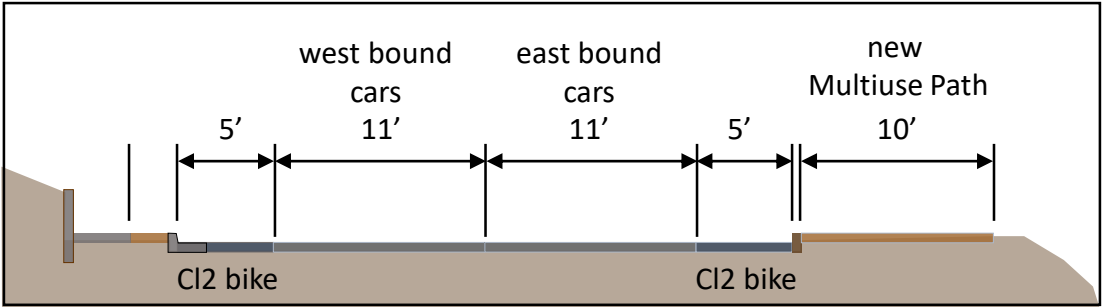 west bound
cars
east bound
cars
new
Multiuse Path
5’
11’
11’
5’
10’
Cl2 bike
Cl2 bike